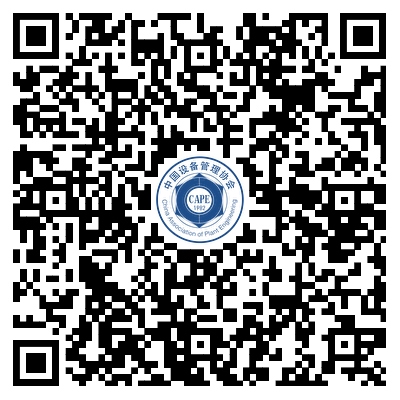 中国设备管理协会
CAPE
1982
China Association of Plant Engineering